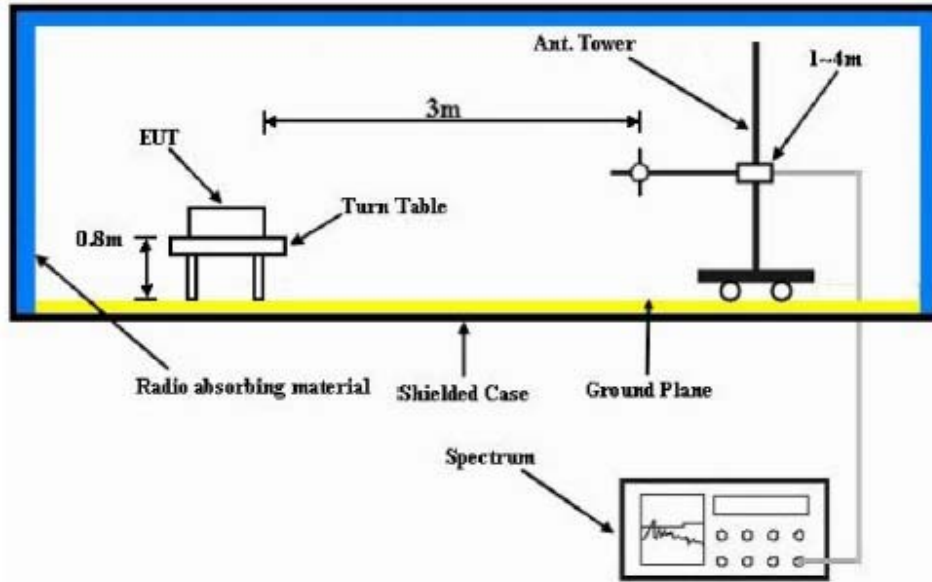 Ant. Tower
1~4m
3m
EUT
Turn Table
0.8m
Radio absorbing material
Shielded Case
Ground Plane
Spectrum